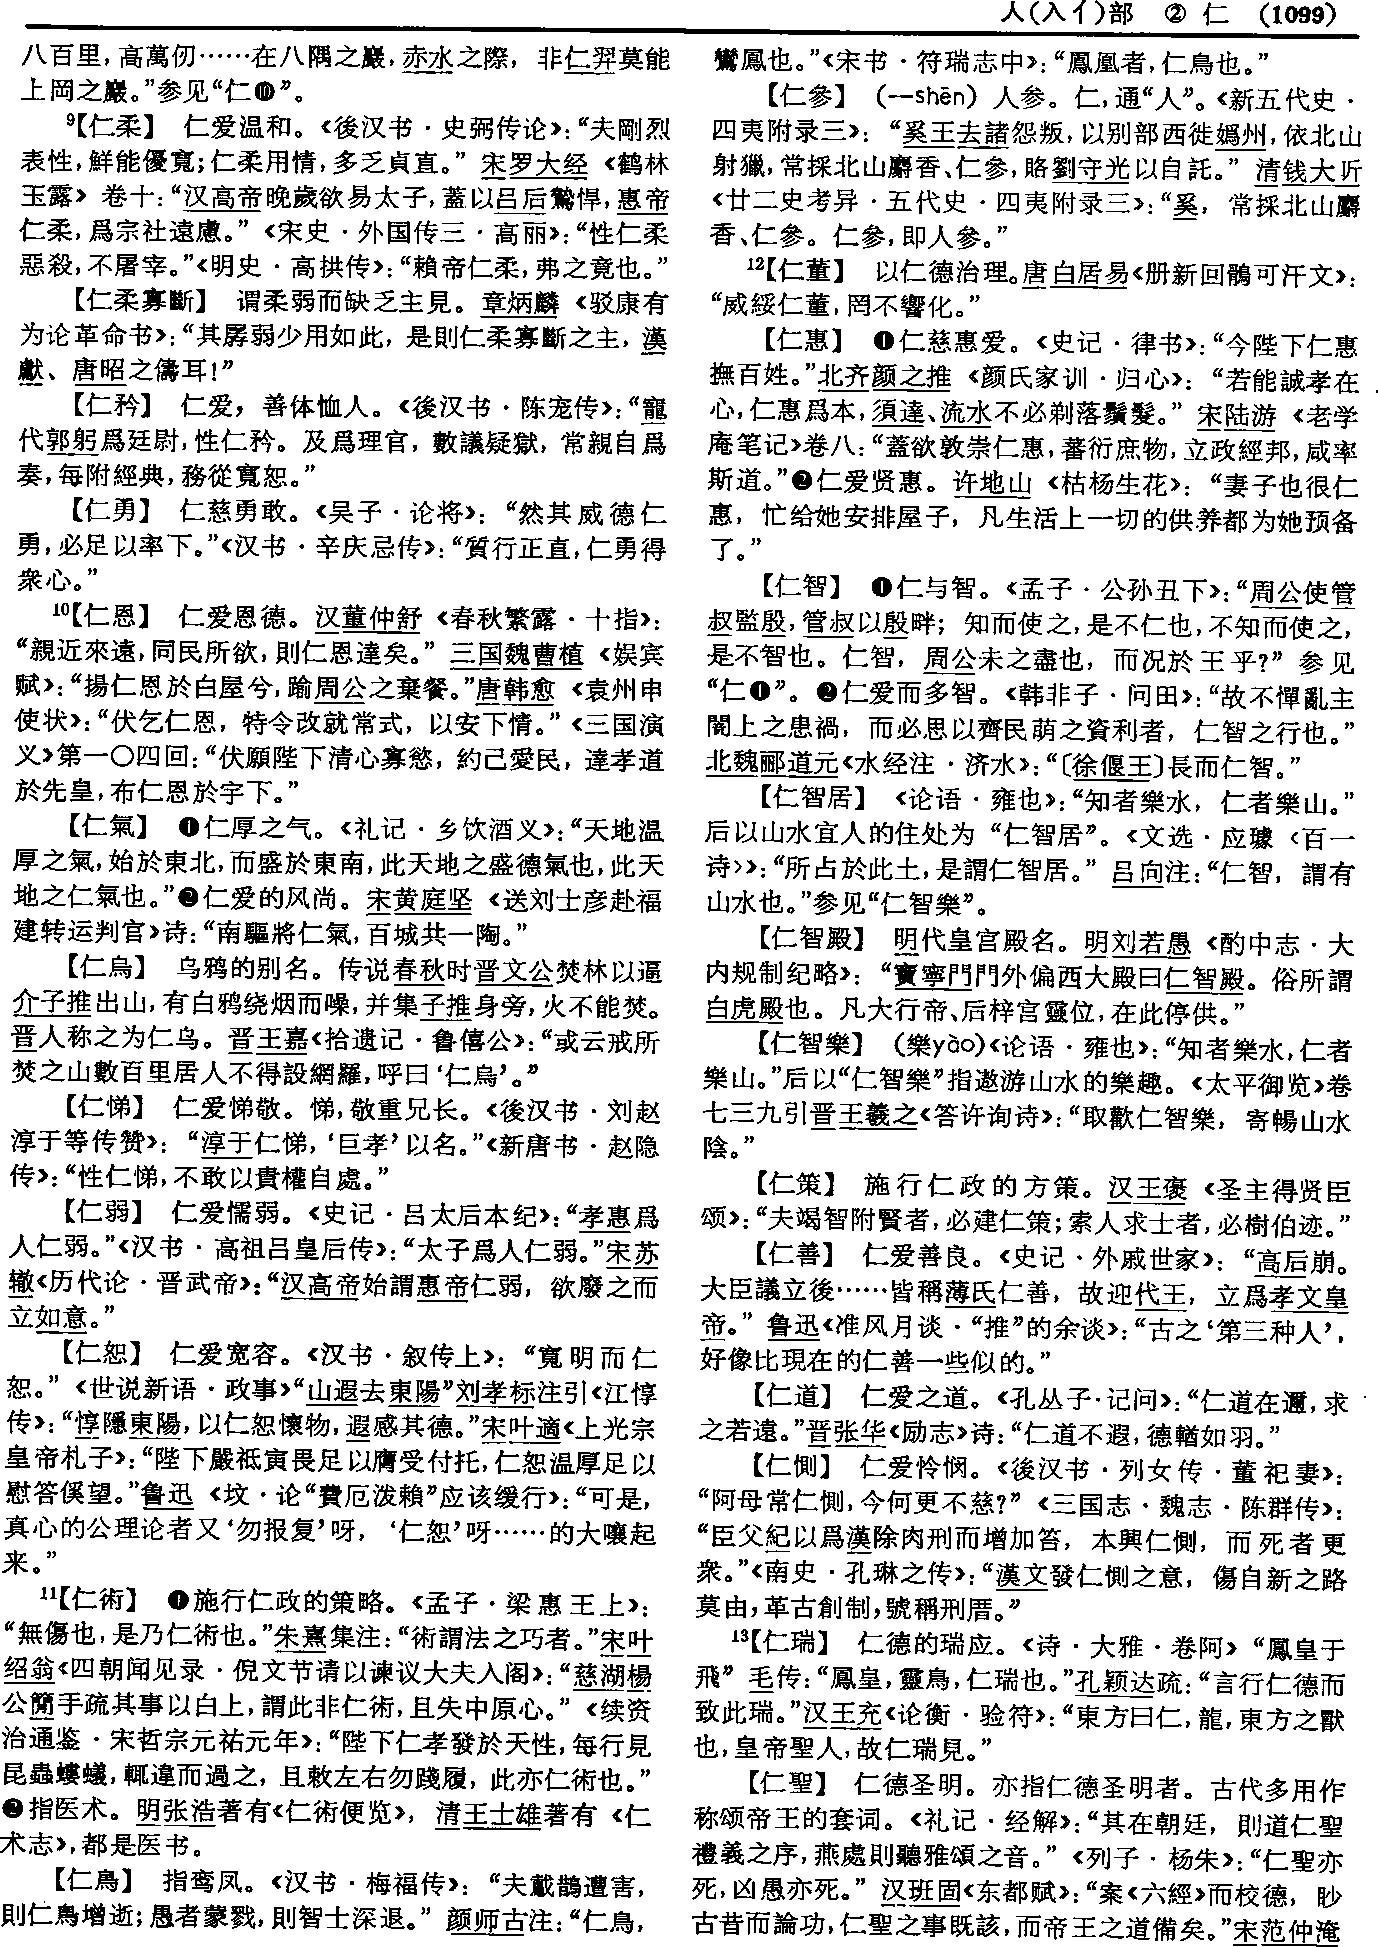 人(入亻)部　②　仁　(1099)
八百里，高萬仞……在八隅之巖，赤水之際，非仁羿莫能
上岡之巖。”参见“仁❿”。
⁹【仁柔】　仁爱温和。《後汉书·史弼传论》：“夫剛烈
表性，鮮能優寬；仁柔用情，多乏貞直。”宋罗大经《鹤林
玉露》卷十：“汉高帝晚歲欲易太子，蓋以吕后鷙悍，惠帝
仁柔，爲宗社遠慮。”《宋史·外国传三·高丽》：“性仁柔
惡殺，不屠宰。”《明史·高拱传》：“賴帝仁柔，弗之竟也。”
【仁柔寡斷】　谓柔弱而缺乏主見。章炳麟《驳康有
为论革命书》：“其孱弱少用如此，是則仁柔寡斷之主，漢
獻、唐昭之儔耳！”
【仁矜】　仁爱，善体恤人。《後汉书·陈宠传》：“寵
代郭躬爲廷尉，性仁矜。及爲理官，數議疑獄，常親自爲
奏，每附經典，務從寬恕。”
【仁勇】　仁慈勇敢。《吴子·论将》：“然其威德仁
勇，必足以率下。”《汉书·辛庆忌传》：“質行正直，仁勇得
衆心。”
¹⁰【仁恩】　仁爱恩德。汉董仲舒《春秋繁露·十指》：
“親近來遠，同民所欲，則仁恩達矣。”三国魏曹植《娱宾
赋》：“揚仁恩於白屋兮，踰周公之棄餐。”唐韩愈《袁州申
使状》：“伏乞仁恩，特令改就常式，以安下情。”《三国演
义》第一〇四回：“伏願陛下清心寡慾，約己愛民，達孝道
於先皇，布仁恩於宇下。”
【仁氣】　❶仁厚之气。《礼记·乡饮酒义》：“天地温
厚之氣，始於東北，而盛於東南，此天地之盛德氣也，此天
地之仁氣也。”❷仁爱的风尚。宋黄庭坚《送刘士彦赴福
建转运判官》诗：“南驅將仁氣，百城共一陶。”
【仁烏】　乌鸦的别名。传说春秋时晋文公焚林以逼
介子推出山，有白鸦绕烟而噪，并集子推身旁，火不能焚。
晋人称之为仁乌。晋王嘉《拾遗记·鲁僖公》：“或云戒所
焚之山數百里居人不得設網羅，呼曰‘仁烏’。”
【仁悌】　仁爱悌敬。悌，敬重兄长。《後汉书·刘赵
淳于等传赞》：“淳于仁悌，‘巨孝’以名。”《新唐书·赵隐
传》：“性仁悌，不敢以貴權自處。”
【仁弱】　仁爱懦弱。《史记·吕太后本纪》：“孝惠爲
人仁弱。”《汉书·高祖吕皇后传》：“太子爲人仁弱。”宋苏
辙《历代论·晋武帝》：“汉高帝始謂惠帝仁弱，欲廢之而
立如意。”
【仁恕】　仁爱宽容。《汉书·叙传上》：“寬明而仁
恕。”《世说新语·政事》“山遐去東陽”刘孝标注引《江惇
传》：“惇隱東陽，以仁恕懷物，遐感其德。”宋叶適《上光宗
皇帝札子》：“陛下嚴祗寅畏足以膺受付托，仁恕温厚足以
慰答傒望。”鲁迅《坟·论“費厄泼赖”应该缓行》：“可是，
真心的公理论者又‘勿报复’呀，‘仁恕’呀……的大嚷起
来。”
¹¹【仁術】　❶施行仁政的策略。《孟子·梁惠王上》：
“無傷也，是乃仁術也。”朱熹集注：“術謂法之巧者。”宋叶
绍翁《四朝闻见录·倪文节请以谏议大夫入阁》：“慈湖楊
公簡手疏其事以白上，謂此非仁術，且失中原心。”《续资
治通鉴·宋哲宗元祐元年》：“陛下仁孝發於天性，每行見
昆蟲螻蟻，輒違而過之，且敕左右勿踐履，此亦仁術也。”
❷指医术。明张浩著有《仁術便览》，清王士雄著有《仁
术志》，都是医书。
【仁鳥】　指鸾凤。《汉书·梅福传》：“夫䳒鵲遭害，
則仁鳥增逝；愚者蒙戮，則智士深退。”颜师古注：“仁鳥，
鸞鳳也。”《宋书·符瑞志中》：“鳳凰者，仁鳥也。”
【仁參】　(—shēn)　人参。仁，通“人”。《新五代史·
四夷附录三》：“奚王去諸怨叛，以别部西徙嬀州，依北山
射獵，常採北山麝香、仁參，賂劉守光以自託。”清钱大昕
《廿二史考异·五代史·四夷附录三》：“奚，常採北山麝
香、仁參。仁參，即人參。”
¹²【仁董】　以仁德治理。唐白居易《册新回鶻可汗文》：
“威綏仁董，罔不響化。”
【仁惠】　❶仁慈惠爱。《史记·律书》：“今陛下仁惠
撫百姓。”北齐颜之推《颜氏家训·归心》：“若能誠孝在
心，仁惠爲本，須達、流水不必剃落鬚髮。”宋陆游《老学
庵笔记》卷八：“蓋欲敦崇仁惠，蕃衍庶物，立政經邦，咸率
斯道。”❷仁爱贤惠。许地山《枯杨生花》：“妻子也很仁
惠，忙给她安排屋子，凡生活上一切的供养都为她预备
了。”
【仁智】　❶仁与智。《孟子·公孙丑下》：“周公使管
叔監殷，管叔以殷畔；知而使之，是不仁也，不知而使之，
是不智也。仁智，周公未之盡也，而况於王乎？”参见
“仁❶”。❷仁爱而多智。《韩非子·问田》：“故不憚亂主
闇上之患禍，而必思以齊民萌之資利者，仁智之行也。”
北魏郦道元《水经注·济水》：“〔徐偃王〕長而仁智。”
【仁智居】　《论语·雍也》：“知者樂水，仁者樂山。”
后以山水宜人的住处为“仁智居”。《文选·应璩〈百一
诗〉》：“所占於此土，是謂仁智居。”吕向注：“仁智，謂有
山水也。”参见“仁智樂”。
【仁智殿】　明代皇宫殿名。明刘若愚《酌中志·大
内规制纪略》：“寶寧門門外偏西大殿曰仁智殿。俗所謂
白虎殿也。凡大行帝、后梓宫靈位，在此停供。”
【仁智樂】　(樂yào)《论语·雍也》：“知者樂水，仁者
樂山。”后以“仁智樂”指遨游山水的樂趣。《太平御览》卷
七三九引晋王羲之《答许询诗》：“取歡仁智樂，寄暢山水
陰。”
【仁策】　施行仁政的方策。汉王褒《圣主得贤臣
颂》：“夫竭智附賢者，必建仁策；索人求士者，必樹伯迹。”
【仁善】　仁爱善良。《史记·外戚世家》：“高后崩。
大臣議立後……皆稱薄氏仁善，故迎代王，立爲孝文皇
帝。”鲁迅《准风月谈·“推”的余谈》：“古之‘第三种人’，
好像比現在的仁善一些似的。”
【仁道】　仁爱之道。《孔丛子·记问》：“仁道在邇，求
之若遠。”晋张华《励志》诗：“仁道不遐，德輶如羽。”
【仁惻】　仁爱怜悯。《後汉书·列女传·董祀妻》：
“阿母常仁惻，今何更不慈？”《三国志·魏志·陈群传》：
“臣父紀以爲漢除肉刑而增加笞，本興仁惻，而死者更
衆。”《南史·孔琳之传》：“漢文發仁惻之意，傷自新之路
莫由，革古創制，號稱刑厝。”
¹³【仁瑞】　仁德的瑞应。《诗·大雅·卷阿》“鳳皇于
飛”毛传：“鳳皇，靈鳥，仁瑞也。”孔颖达疏：“言行仁德而
致此瑞。”汉王充《论衡·验符》：“東方曰仁，龍，東方之獸
也，皇帝聖人，故仁瑞見。”
【仁聖】　仁德圣明。亦指仁德圣明者。古代多用作
称颂帝王的套词。《礼记·经解》：“其在朝廷，則道仁聖
禮義之序，燕處則聽雅頌之音。”《列子·杨朱》：“仁聖亦
死，凶愚亦死。”汉班固《东都赋》：“案《六經》而校德，眇
古昔而論功，仁聖之事既該，而帝王之道備矣。”宋范仲淹